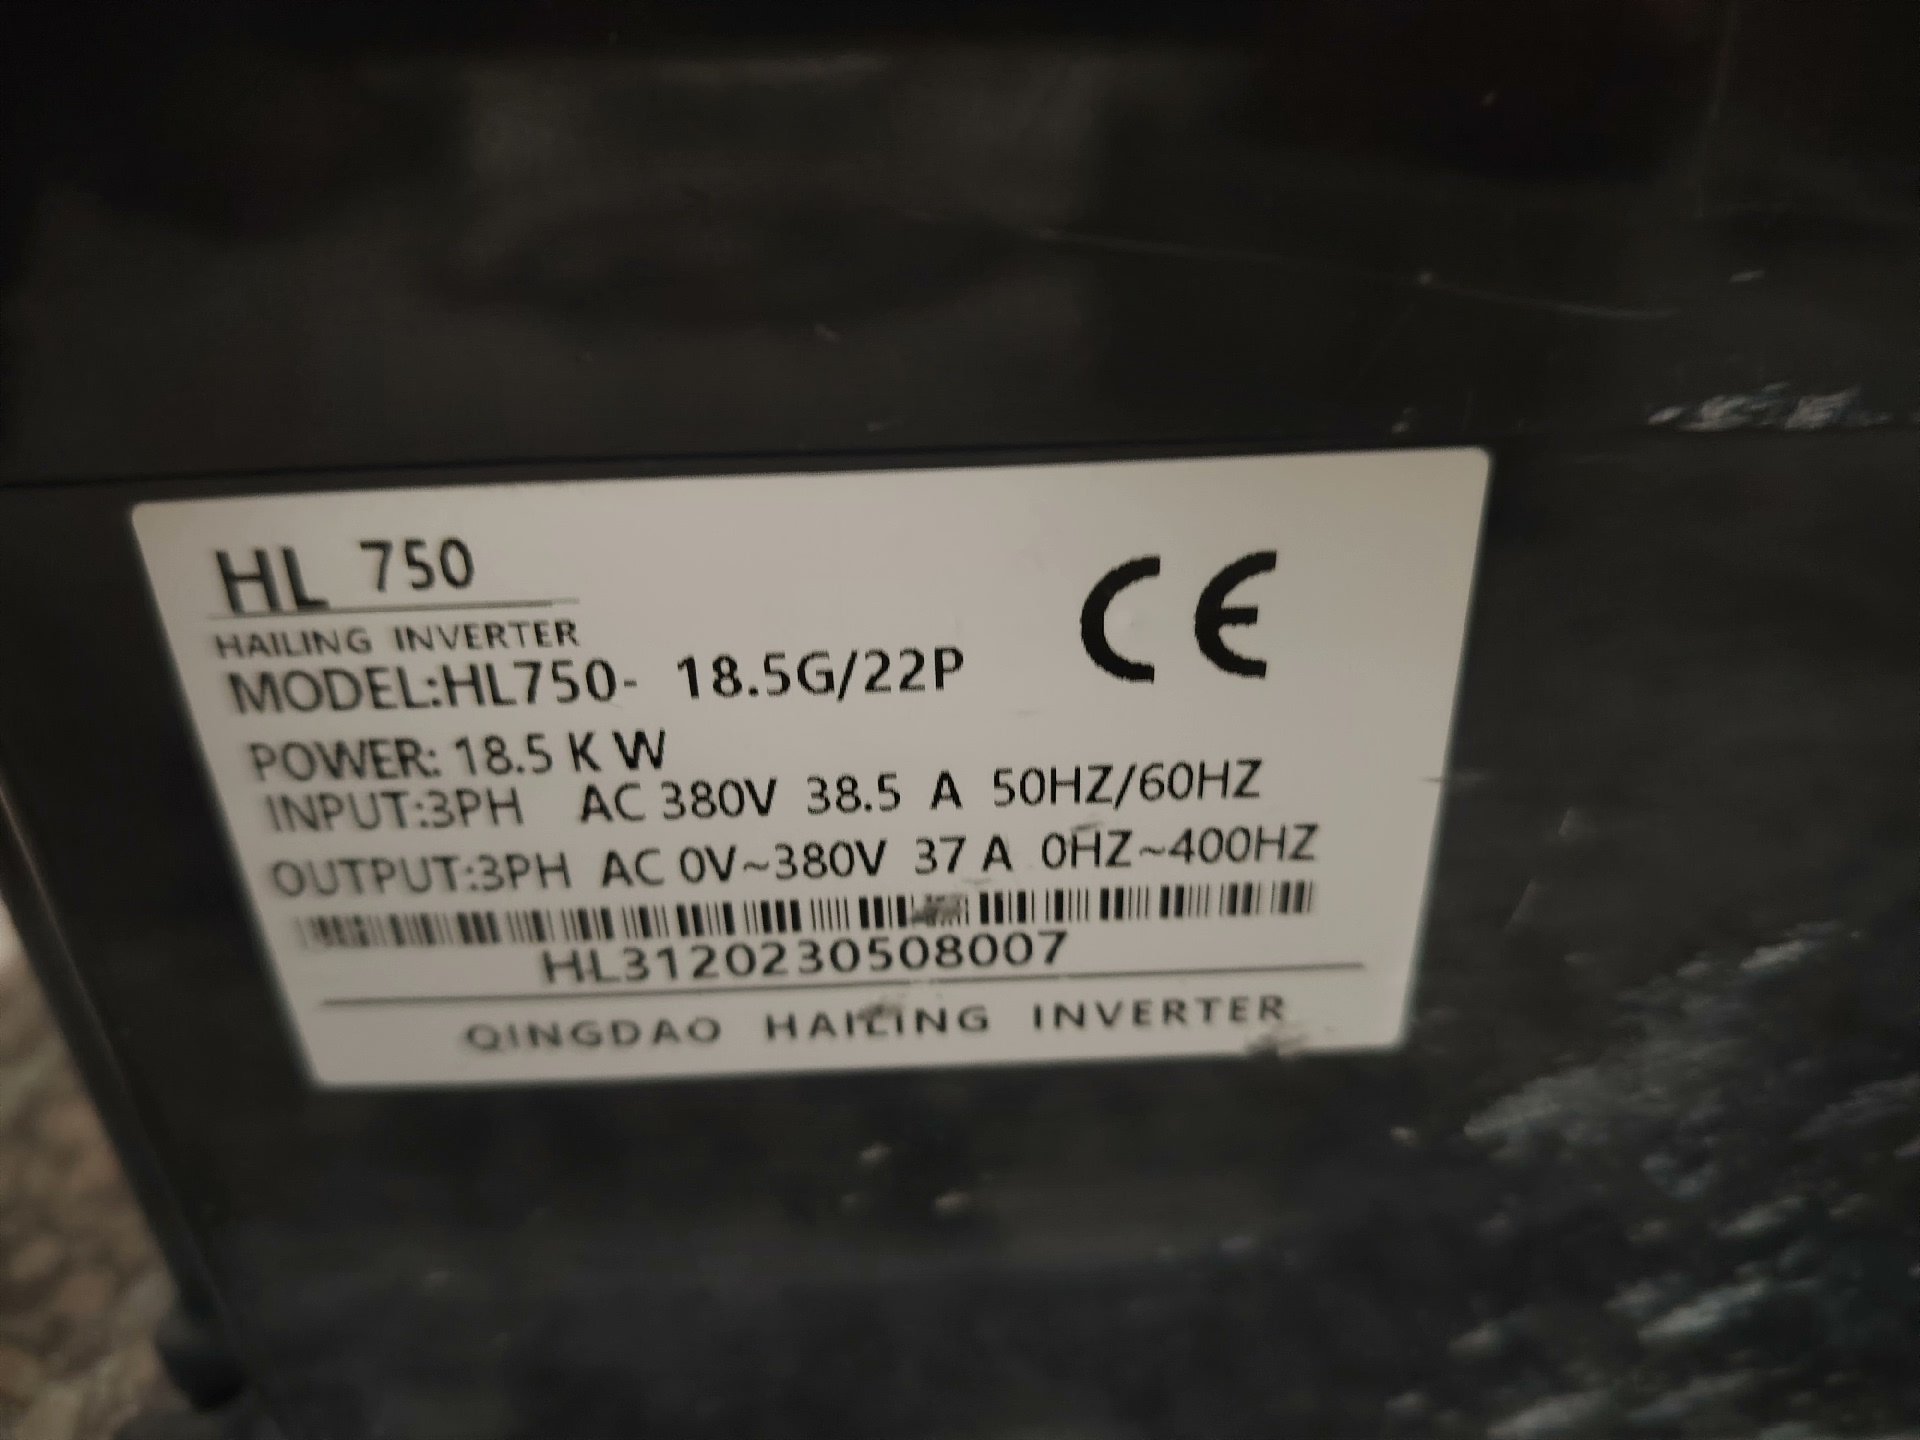 HL 750
CE
HAILING INVERTER
MODEL:HL750- 18.5G/22P
POWER: 18.5 K W
INPUT:3PH AC 380V 38.5 A 50HZ/60HZ
OUTPUT:3PH AC 0V~380V 37 A 0HZ~400HZ
HL3120230508007
QINGDAO HAILING INVERTER